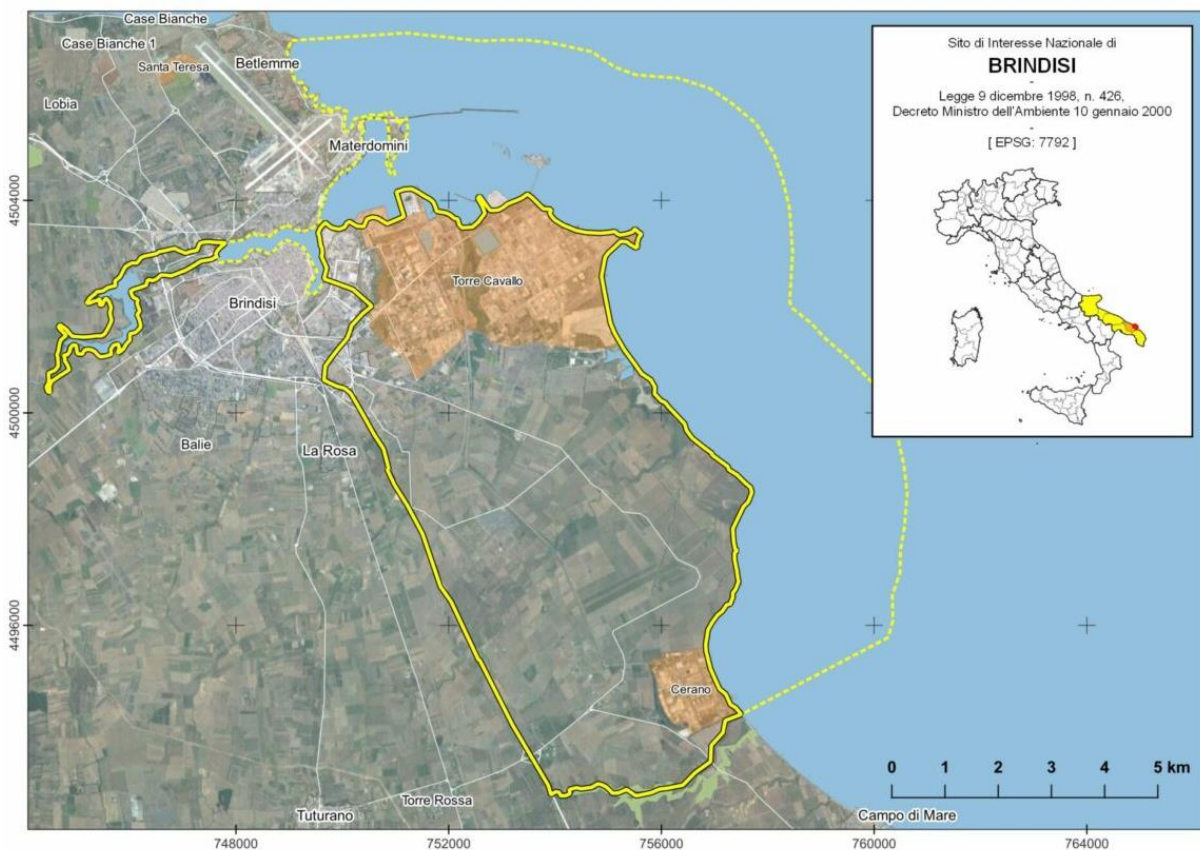 Case Bianche
Case Bianche 1
Betlemme
Santa Teresa
Lobia
Materdomini
Torre Cavallo
Brindisi
Balie
La Rosa
Cerano
Torre Rossa
Tuturano
Campo di Mare
Sito di Interesse Nazionale di
BRINDISI
-
Legge 9 dicembre 1998, n. 426,
Decreto Ministro dell'Ambiente 10 gennaio 2000
-
[ EPSG: 7792 ]
0 1 2 3 4 5 km
4504000
4500000
4496000
748000 752000 756000 760000 764000